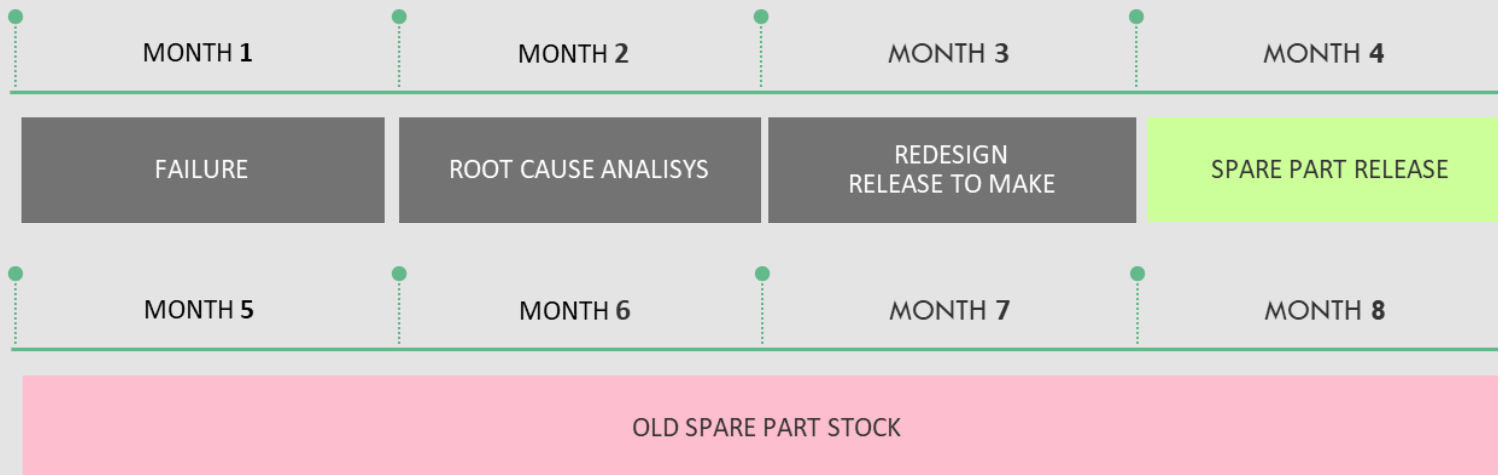 MONTH 1
MONTH 2
MONTH 3
MONTH 4
FAILURE
ROOT CAUSE ANALISYS
REDESIGN
RELEASE TO MAKE
SPARE PART RELEASE
MONTH 5
MONTH 6
MONTH 7
MONTH 8
OLD SPARE PART STOCK